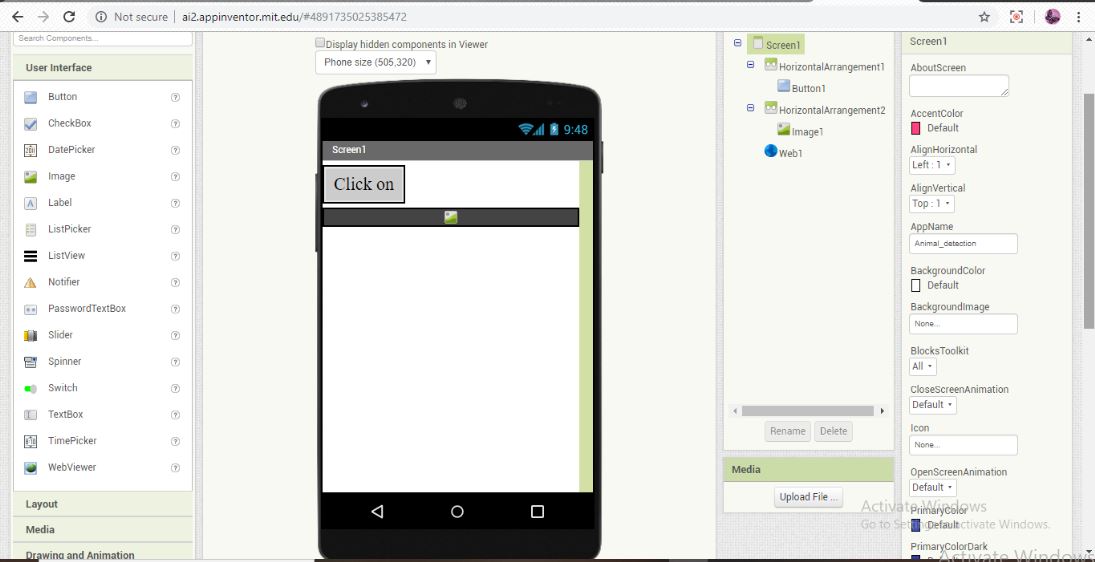 Not secure | ai2.appinventor.mit.edu/#4891735025385472
Search Components...
User Interface
Button
CheckBox
DatePicker
Image
Label
ListPicker
ListView
Notifier
PasswordTextBox
Slider
Spinner
Switch
TextBox
TimePicker
WebViewer
Layout
Media
Drawing and Animation
Display hidden components in Viewer
Phone size (505,320)
9:48
Screen1
Click on
Screen1
HorizontalArrangement1
Button1
HorizontalArrangement2
Image1
Web1
Rename Delete
Media
Upload File ...
Screen1
AboutScreen
AccentColor
Default
AlignHorizontal
Left : 1
AlignVertical
Top : 1
AppName
Animal_detection
BackgroundColor
Default
BackgroundImage
None...
BlocksToolkit
All
CloseScreenAnimation
Default
Icon
None...
OpenScreenAnimation
Default
PrimaryColor
Default
PrimaryColorDark
Activate Windows
Go to Settings to activate Windows.
Activate Windows